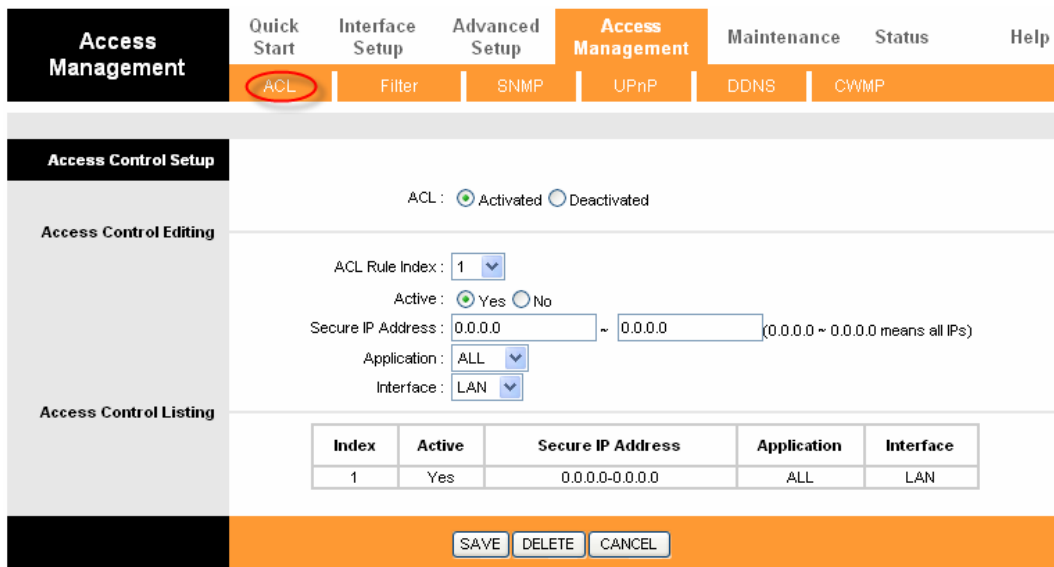 Access Management
Quick Start
Interface Setup
Advanced Setup
Access Management
Maintenance
Status
Help
ACL
Filter
SNMP
UPnP
DDNS
CWMP
Access Control Setup
ACL : Activated Deactivated
Access Control Editing
ACL Rule Index : 1
Active : Yes No
Secure IP Address : 0.0.0.0 ~ 0.0.0.0 (0.0.0.0 ~ 0.0.0.0 means all IPs)
Application : ALL
Interface : LAN
Access Control Listing
Index Active Secure IP Address Application Interface
1 Yes 0.0.0.0-0.0.0.0 ALL LAN
SAVE DELETE CANCEL